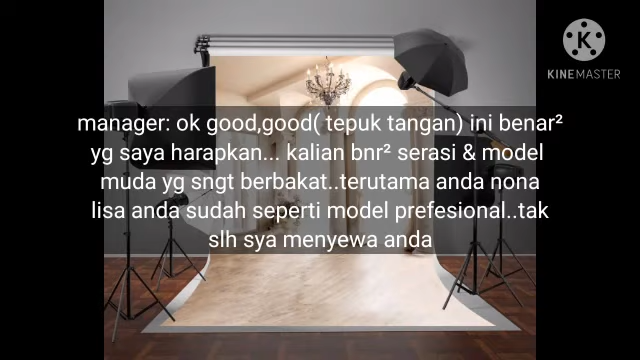 KINEMASTER
manager: ok good,good( tepuk tangan) ini benar²
yg saya harapkan... kalian bnr² serasi & model
muda yg sngt berbakat..terutama anda nona
lisa anda sudah seperti model prefesional..tak
slh sya menyewa anda